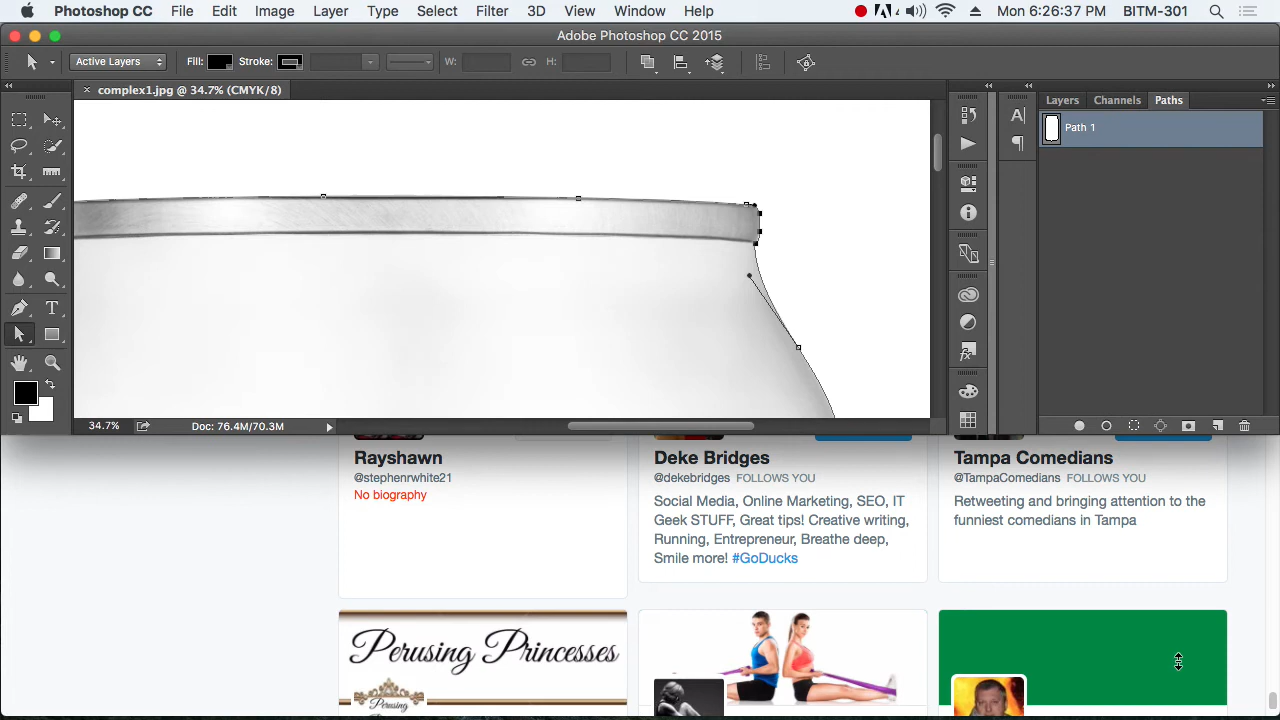 Photoshop CC File Edit Image Layer Type Select Filter 3D View Window Help Mon 6:26:37 PM BITM-301
Adobe Photoshop CC 2015
Active Layers Fill: Stroke: W: H:
× complex1.jpg @ 34.7% (CMYK/8)
Layers Channels Paths
Path 1
34.7% Doc: 76.4M/70.3M
Rayshawn
@stephenrwhite21
No biography
Deke Bridges
@dekebridges FOLLOWS YOU
Social Media, Online Marketing, SEO, IT
Geek STUFF, Great tips! Creative writing,
Running, Entrepreneur, Breathe deep,
Smile more! #GoDucks
Tampa Comedians
@TampaComedians FOLLOWS YOU
Retweeting and bringing attention to the
funniest comedians in Tampa
Perusing Princesses
Perusing